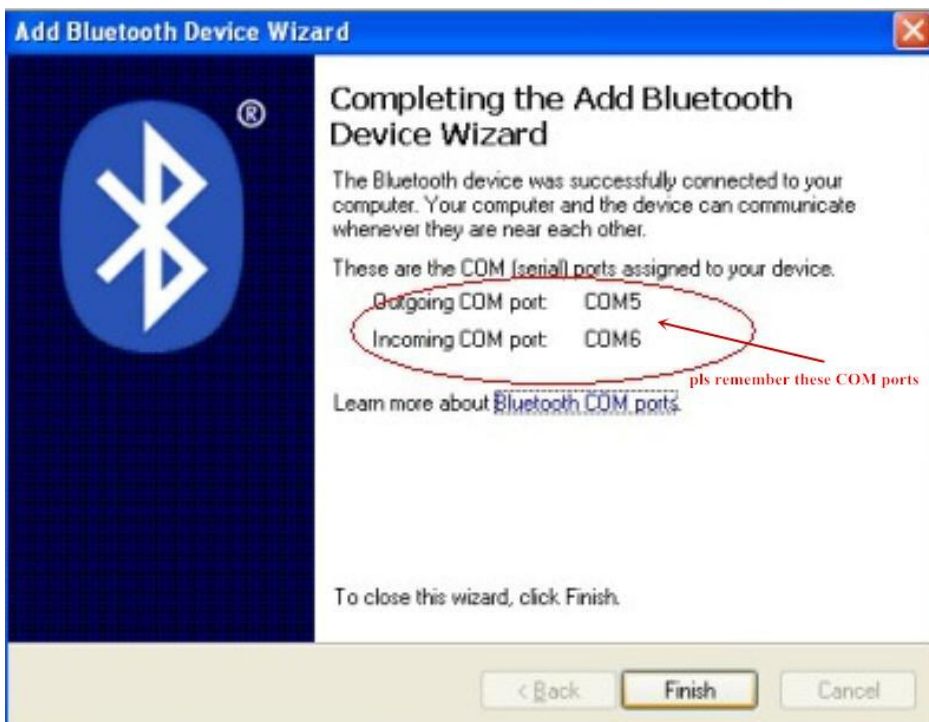 Add Bluetooth Device Wizard
®
Completing the Add Bluetooth
Device Wizard
The Bluetooth device was successfully connected to your
computer. Your computer and the device can communicate
whenever they are near each other.
These are the COM (serial) ports assigned to your device.
Outgoing COM port: COM5
Incoming COM port: COM6
pls remember these COM ports
Learn more about Bluetooth COM ports.
To close this wizard, click Finish.
< Back Finish Cancel